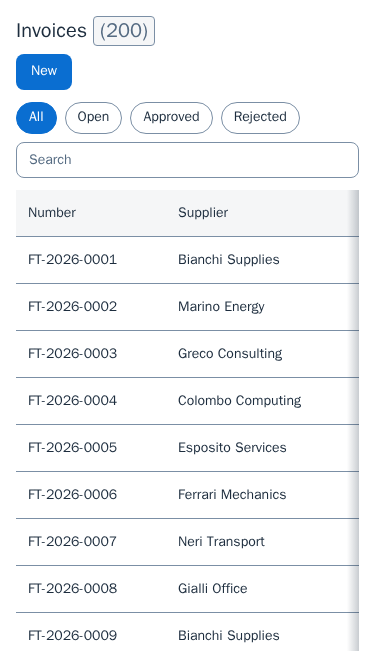 Invoices (200)
New
All Open Approved Rejected
Search
Number Supplier
FT-2026-0001 Bianchi Supplies
FT-2026-0002 Marino Energy
FT-2026-0003 Greco Consulting
FT-2026-0004 Colombo Computing
FT-2026-0005 Esposito Services
FT-2026-0006 Ferrari Mechanics
FT-2026-0007 Neri Transport
FT-2026-0008 Gialli Office
FT-2026-0009 Bianchi Supplies